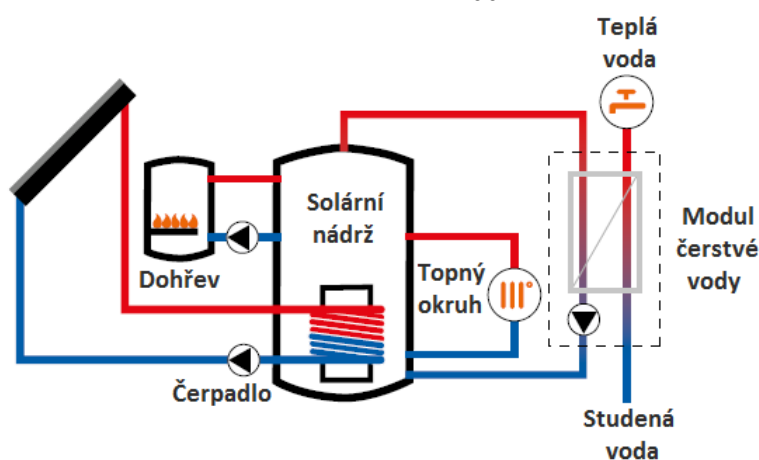 Teplá
voda
Solární
nádrž
Modul
čerstvé
vody
Dohřev
Topný
okruh
Čerpadlo
Studená
voda